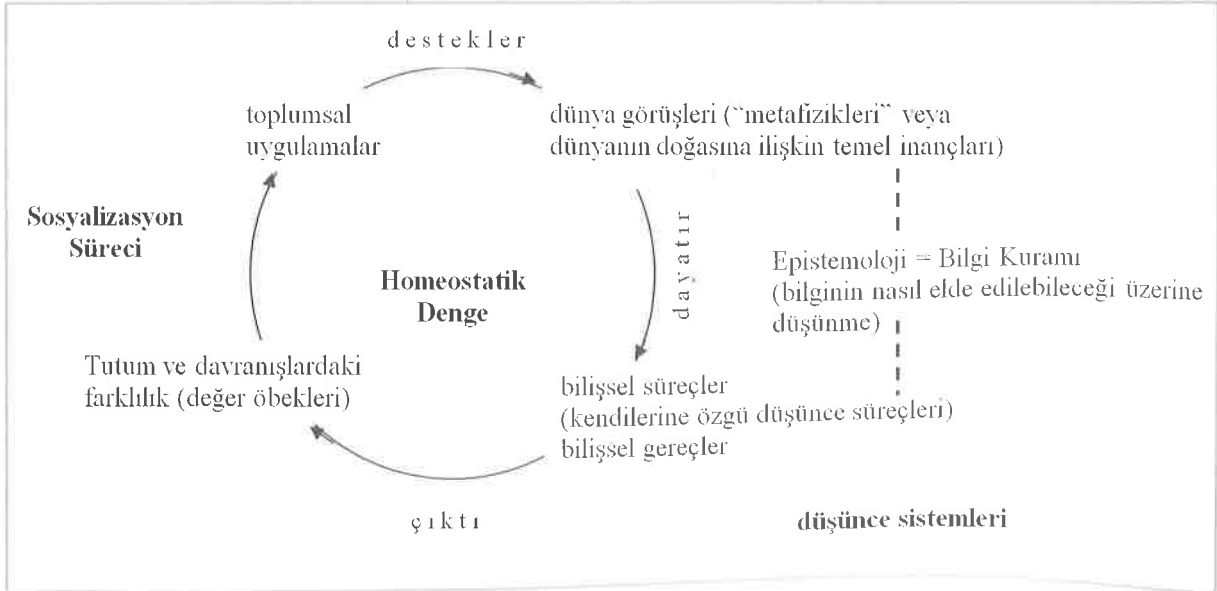 destekler
toplumsal
uygulamalar
dünya görüşleri (“metafizikleri” veya
dünyanın doğasına ilişkin temel inançları)
Sosyalizasyon
Süreci
Homeostatik
Denge
dayatır
Epistemoloji = Bilgi Kuramı
(bilginin nasıl elde edilebileceği üzerine
düşünme)
Tutum ve davranışlardaki
farklılık (değer öbekleri)
bilişsel süreçler
(kendilerine özgü düşünce süreçleri)
bilişsel gereçler
çıktı
düşünce sistemleri